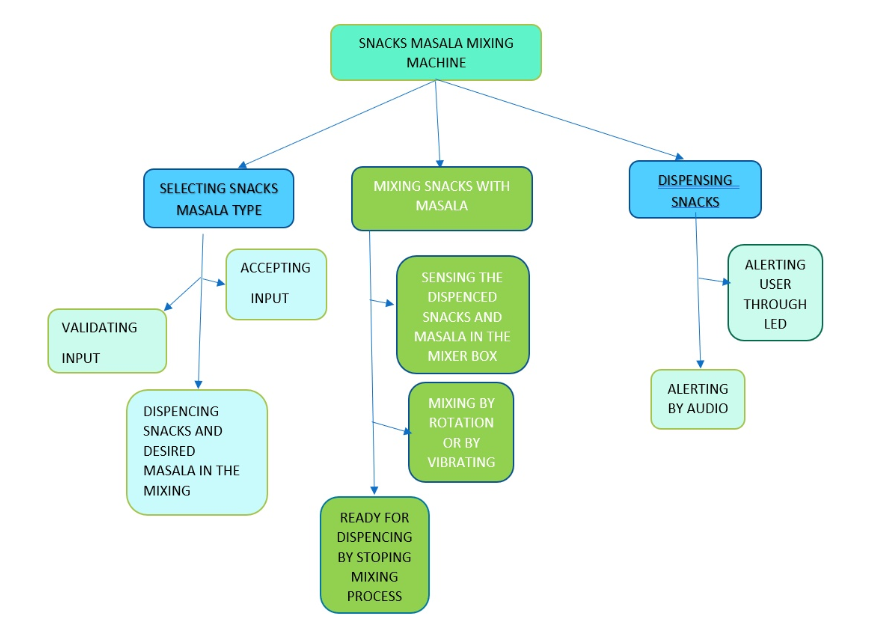 SNACKS MASALA MIXING
MACHINE
SELECTING SNACKS
MASALA TYPE
MIXING SNACKS WITH
MASALA
DISPENSING
SNACKS
ACCEPTING
INPUT
VALIDATING
INPUT
DISPENCING
SNACKS AND
DESIRED
MASALA IN THE
MIXING
SENSING THE
DISPENCED
SNACKS AND
MASALA IN THE
MIXER BOX
MIXING BY
ROTATION
OR BY
VIBRATING
READY FOR
DISPENCING
BY STOPING
MIXING
PROCESS
ALERTING
USER
THROUGH
LED
ALERTING
BY AUDIO